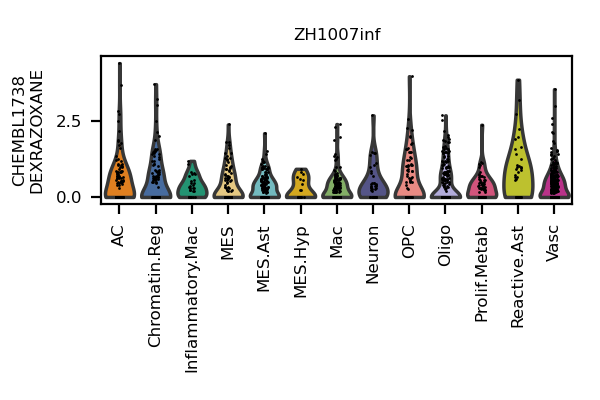 ZH1007inf
CHEMBL1738
DEXRAZOXANE
2.5
0.0
AC
Chromatin.Reg
Inflammatory.Mac
MES
MES.Ast
MES.Hyp
Mac
Neuron
OPC
Oligo
Prolif.Metab
Reactive.Ast
Vasc